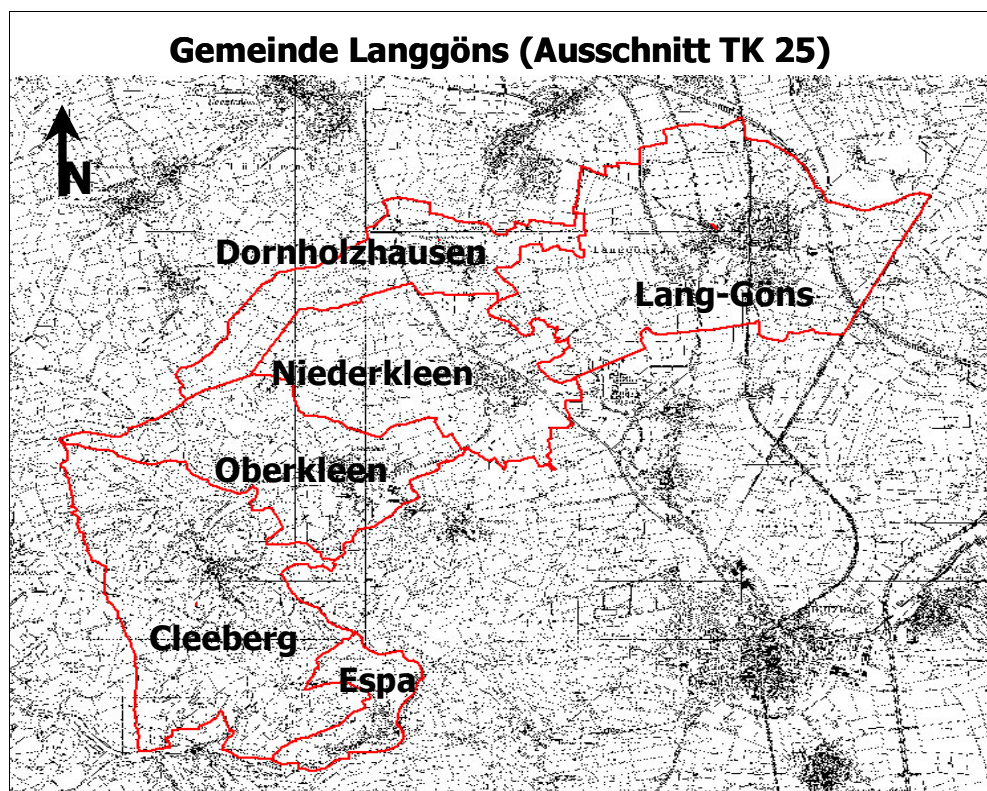 Gemeinde Langgöns (Ausschnitt TK 25)
N
Dornholzhausen
Lang-Göns
Niederkleen
Oberkleen
Cleeberg
Espa